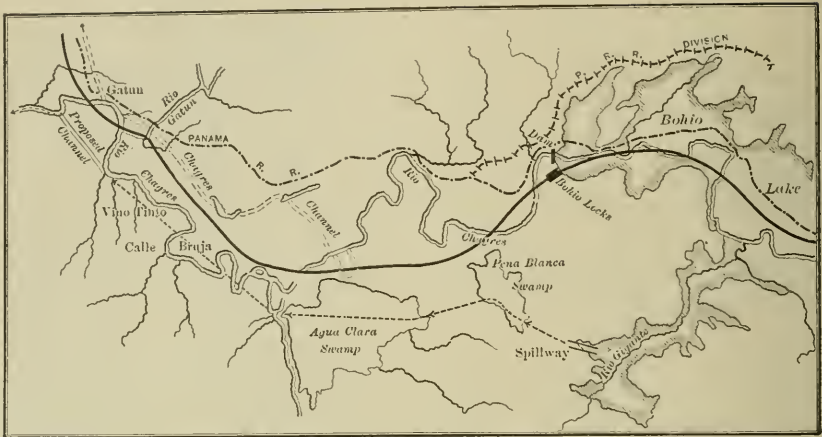 P. R. R. DIVISION
Gatun
Rio Gatun
PANAMA R. R.
Proposed Channel
Rio Chagres
Chagres Channel
Vino Tinto
Calle Bruja
Rio
Chagres
Dam
Bohio
Lake
Bohio Locks
Pena Blanca
Swamp
Agua Clara
Swamp
Spillway
Rio Gigante